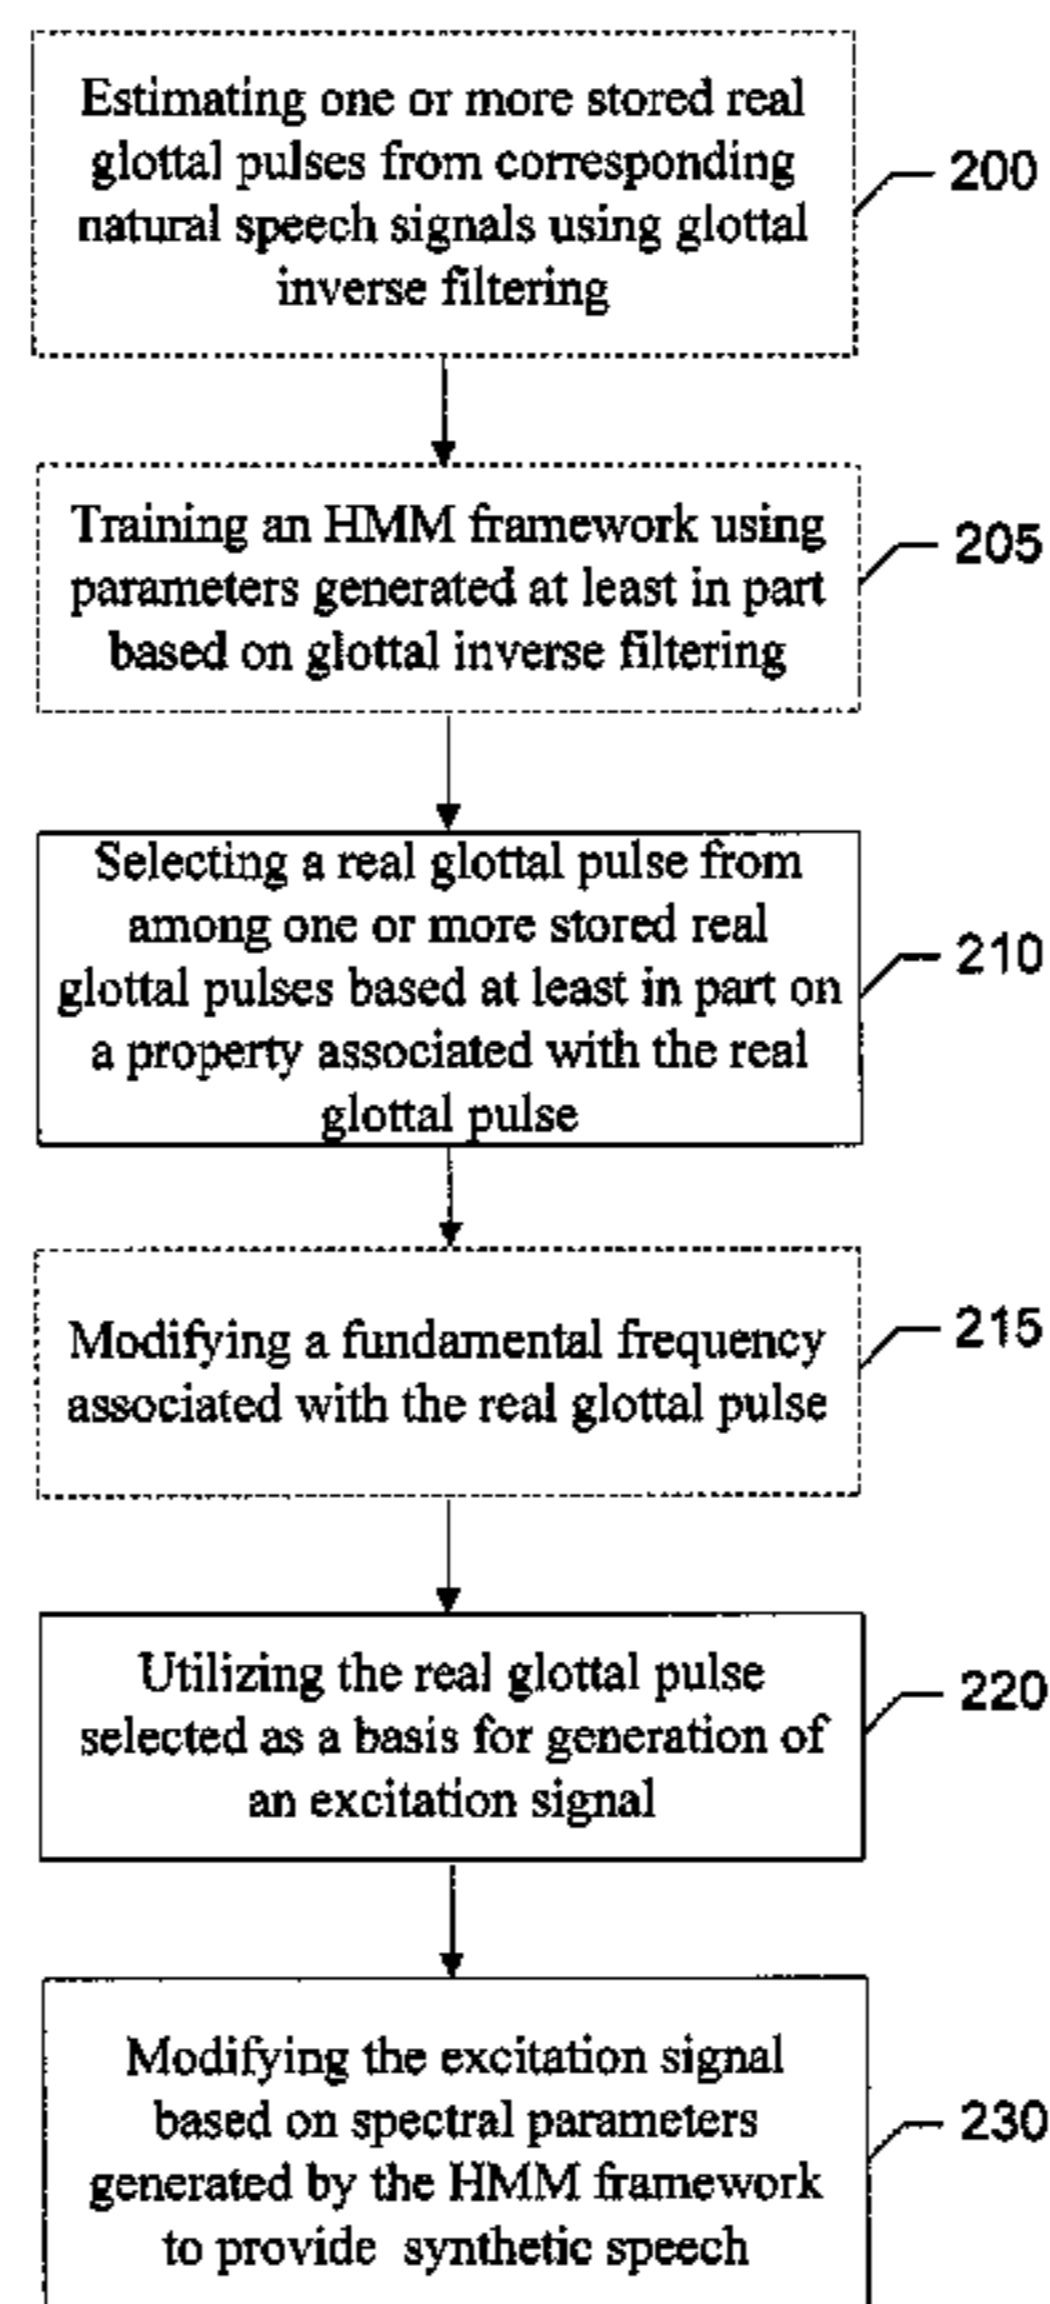 Estimating one or more stored real
glottal pulses from corresponding
natural speech signals using glottal
inverse filtering
200
Training an HMM framework using
parameters generated at least in part
based on glottal inverse filtering
205
Selecting a real glottal pulse from
among one or more stored real
glottal pulses based at least in part on
a property associated with the real
glottal pulse
210
Modifying a fundamental frequency
associated with the real glottal pulse
215
Utilizing the real glottal pulse
selected as a basis for generation of
an excitation signal
220
Modifying the excitation signal
based on spectral parameters
generated by the HMM framework
to provide synthetic speech
230